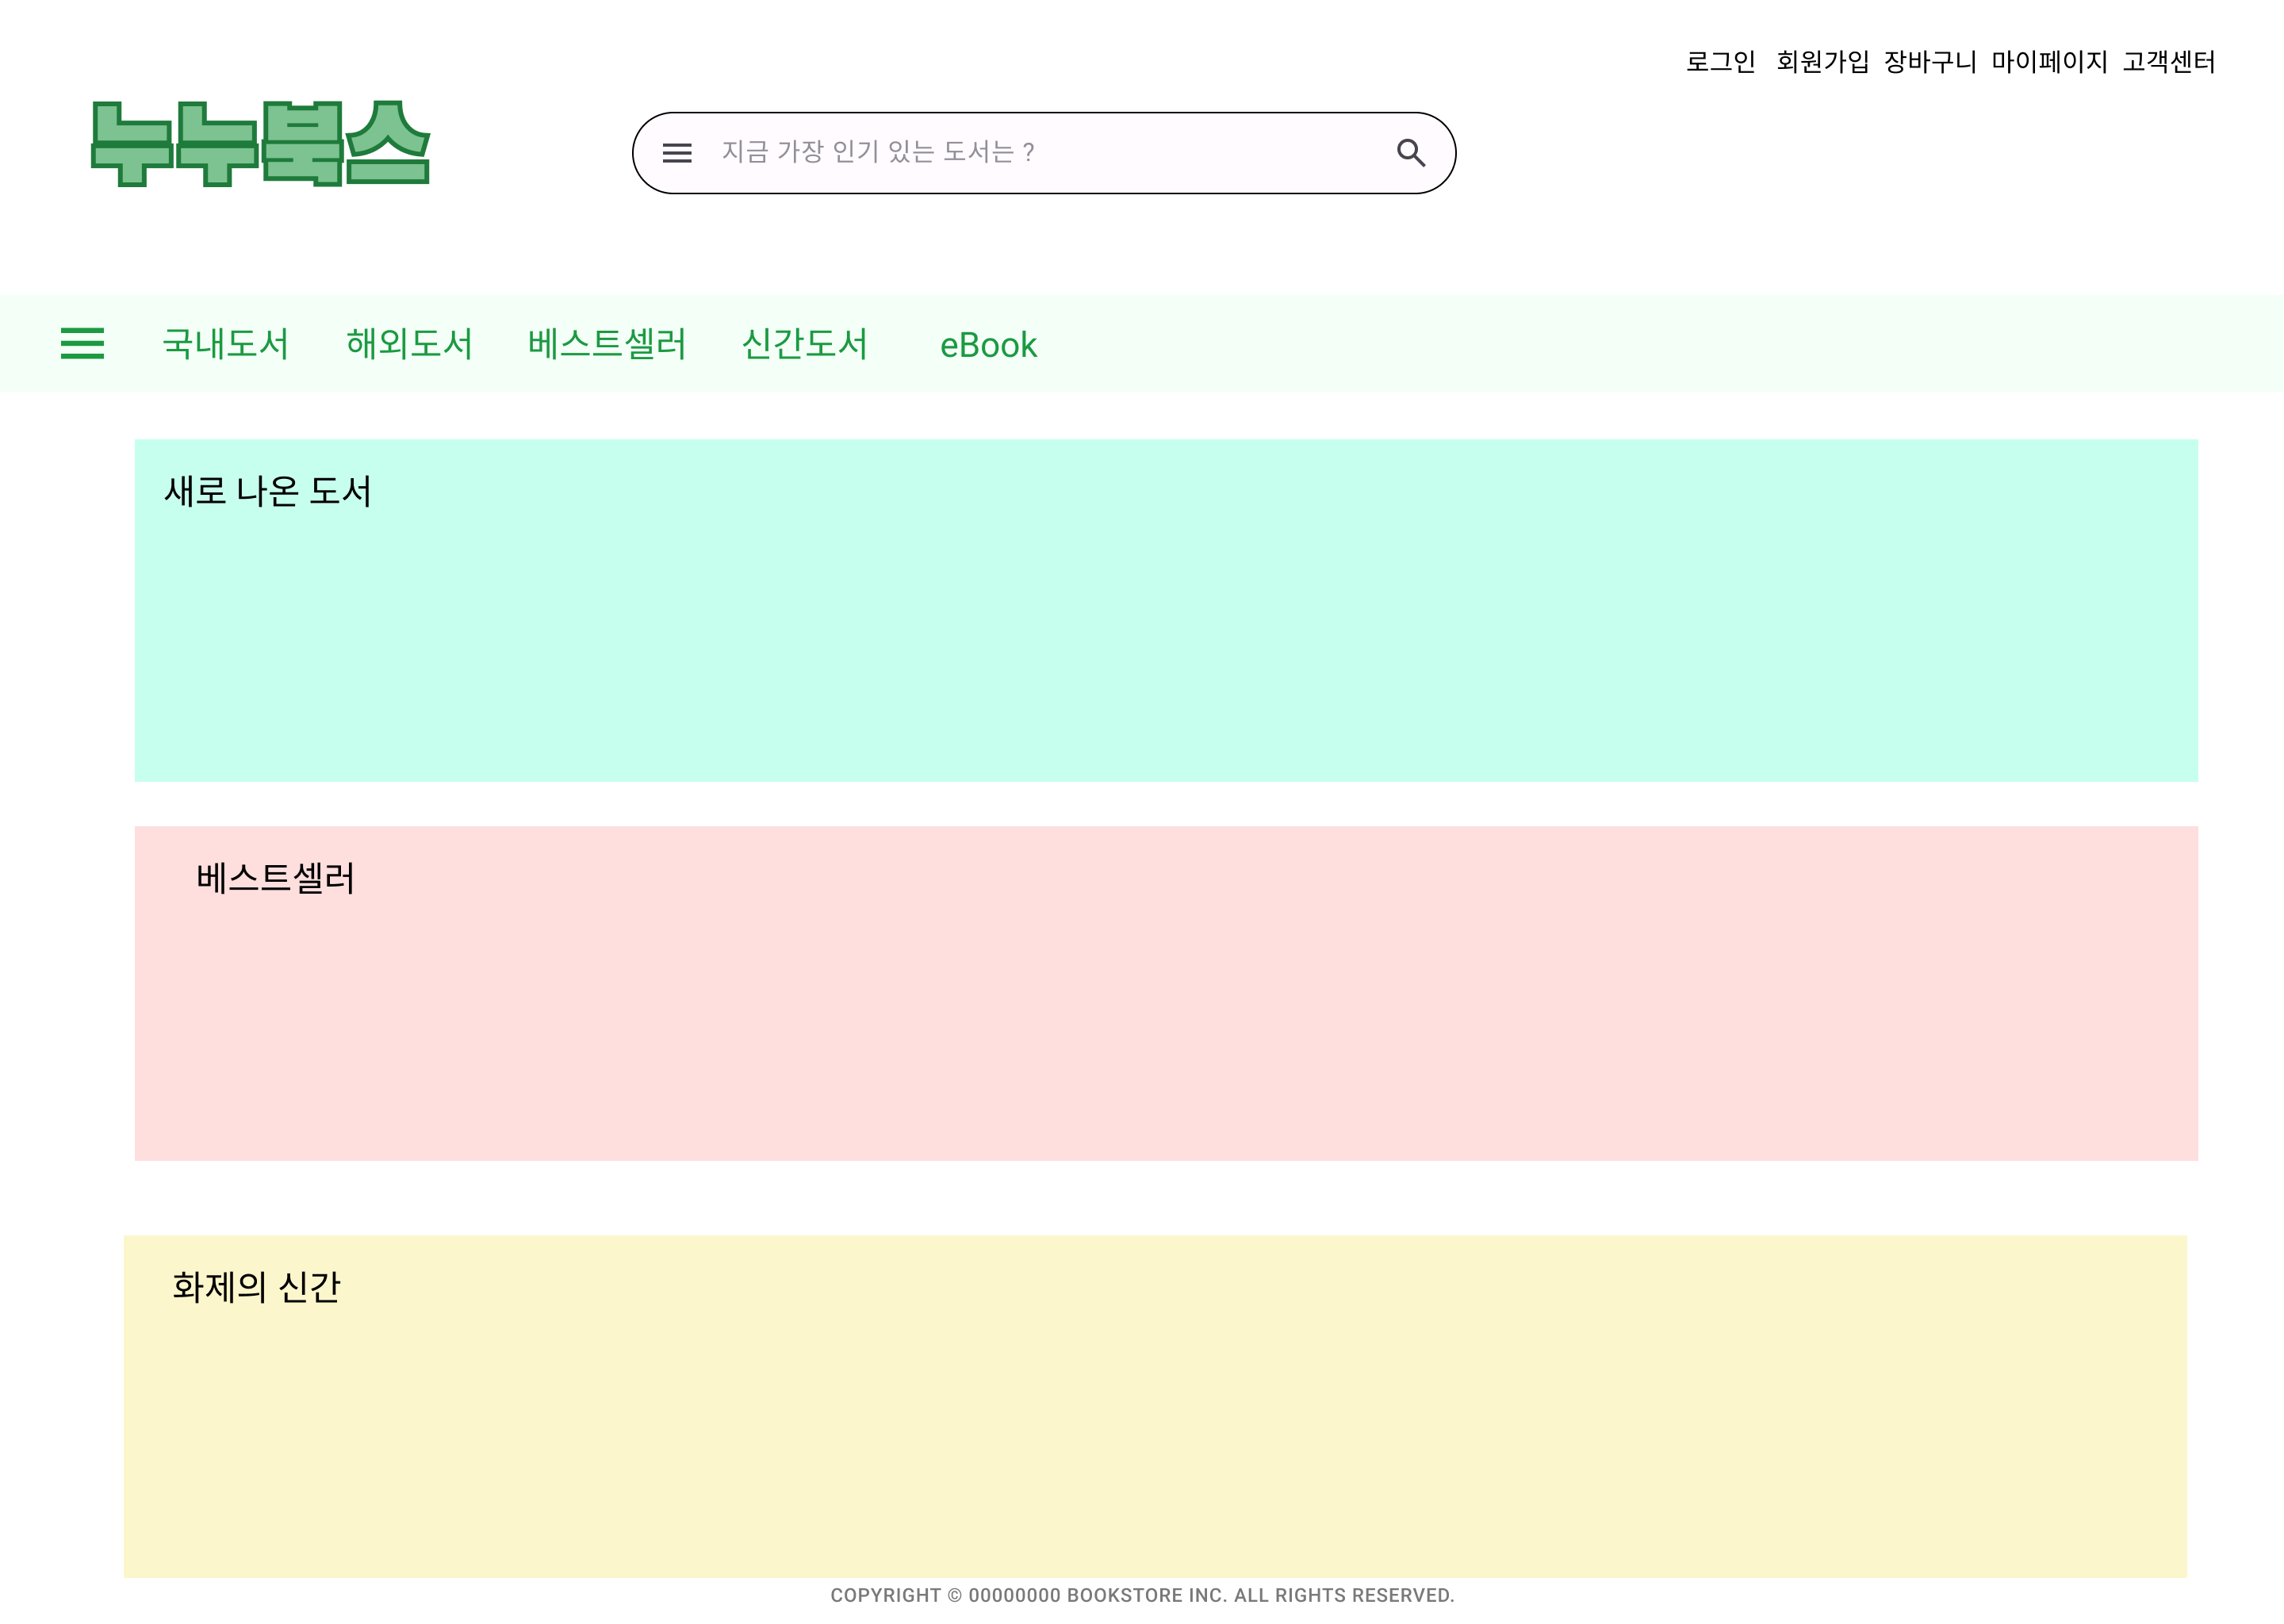 로그인 회원가입 장바구니 마이페이지 고객센터
누누북스
지금 가장 인기 있는 도서는 ?
국내도서 해외도서 베스트셀러 신간도서 eBook
새로 나온 도서
베스트셀러
화제의 신간
COPYRIGHT © 00000000 BOOKSTORE INC. ALL RIGHTS RESERVED.